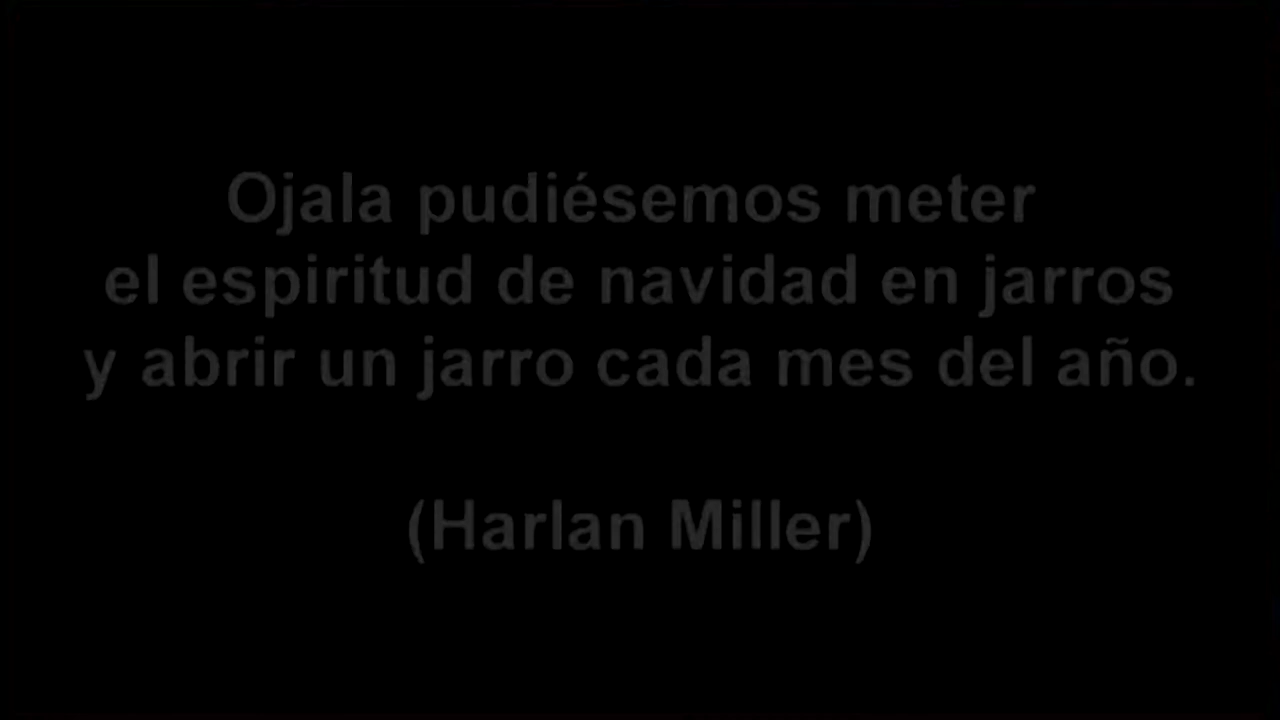 Ojala pudiésemos meter
el espiritud de navidad en jarros
y abrir un jarro cada mes del año.
(Harlan Miller)